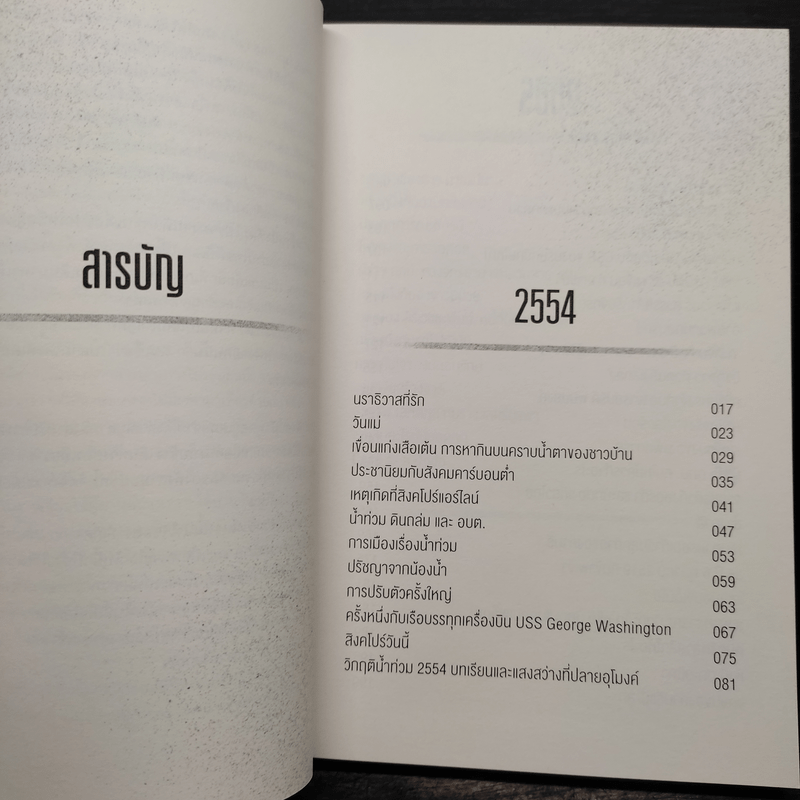 สารบัญ
2554
นราธิวาสที่รัก 017
วันแม่ 023
เขื่อนแก่งเสือเต้น การหากินบนคราบน้ำตาของชาวบ้าน 029
ประชานิยมกับสังคมคาร์บอนต่ำ 035
เหตุเกิดที่สิงคโปร์แอร์ไลน์ 041
น้ำท่วม ดินถล่ม และ อบต. 047
การเมืองเรื่องน้ำท่วม 053
ปรัชญาจากน้องน้ำ 059
การปรับตัวครั้งใหญ่ 063
ครั้งหนึ่งกับเรือบรรทุกเครื่องบิน USS George Washington 067
สิงคโปร์วันนี้ 075
วิกฤติน้ำท่วม 2554 บทเรียนและแสงสว่างที่ปลายอุโมงค์ 081